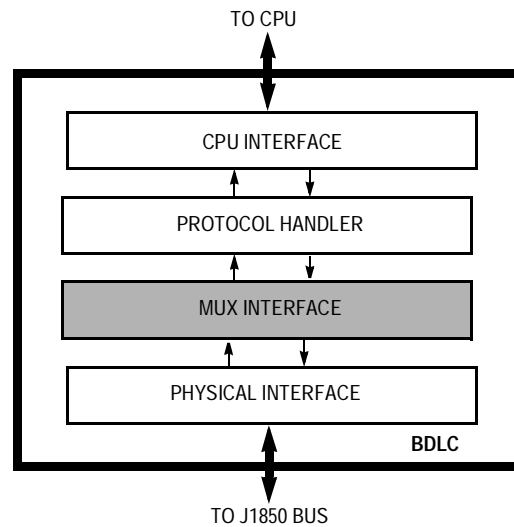 TO CPU
CPU INTERFACE
PROTOCOL HANDLER
MUX INTERFACE
PHYSICAL INTERFACE
BDLC
TO J1850 BUS